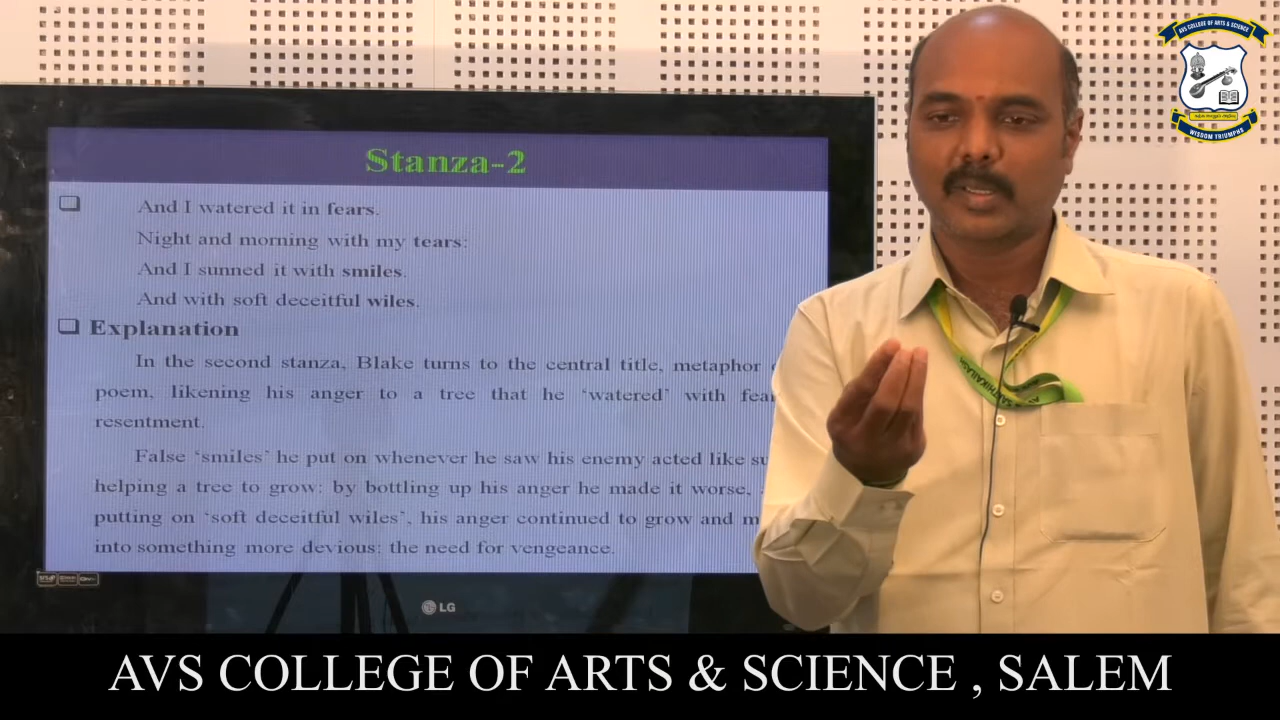 AVS COLLEGE OF ARTS & SCIENCE
WISDOM TRIUMPHS
Stanza-2
And I watered it in fears.
Night and morning with my tears:
And I sunned it with smiles.
And with soft deceitful wiles.
Explanation
In the second stanza, Blake turns to the central title, metaphor
poem, likening his anger to a tree that he ‘watered’ with
resentment.
False ‘smiles’ he put on whenever he saw his enemy acted like
helping a tree to grow: by bottling up his anger he made it worse,
putting on ‘soft deceitful wiles’, his anger continued to grow and
into something more devious: the need for vengeance.
LG
AVS COLLEGE OF ARTS & SCIENCE , SALEM